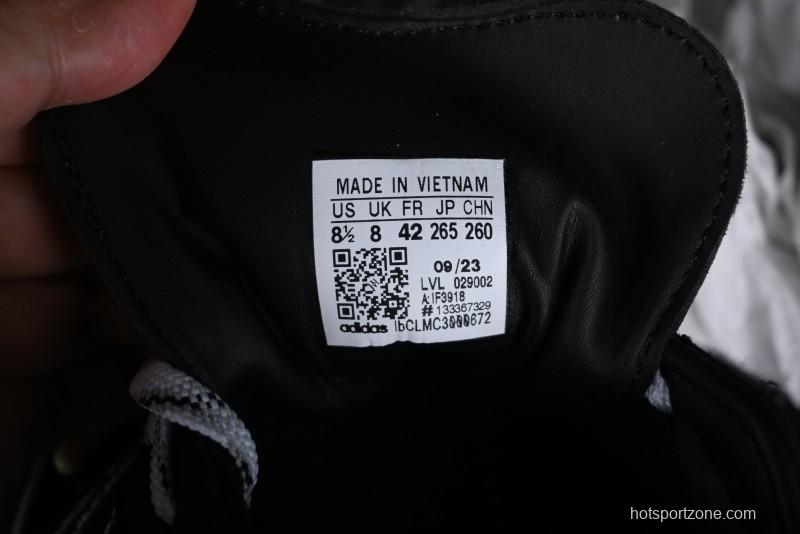 MADE IN VIETNAM
US UK FR JP CHN
8½ 8 42 265 260
09/23
LVL 029002
A:IF3918
#133367329
adidas
hotsportzone.com